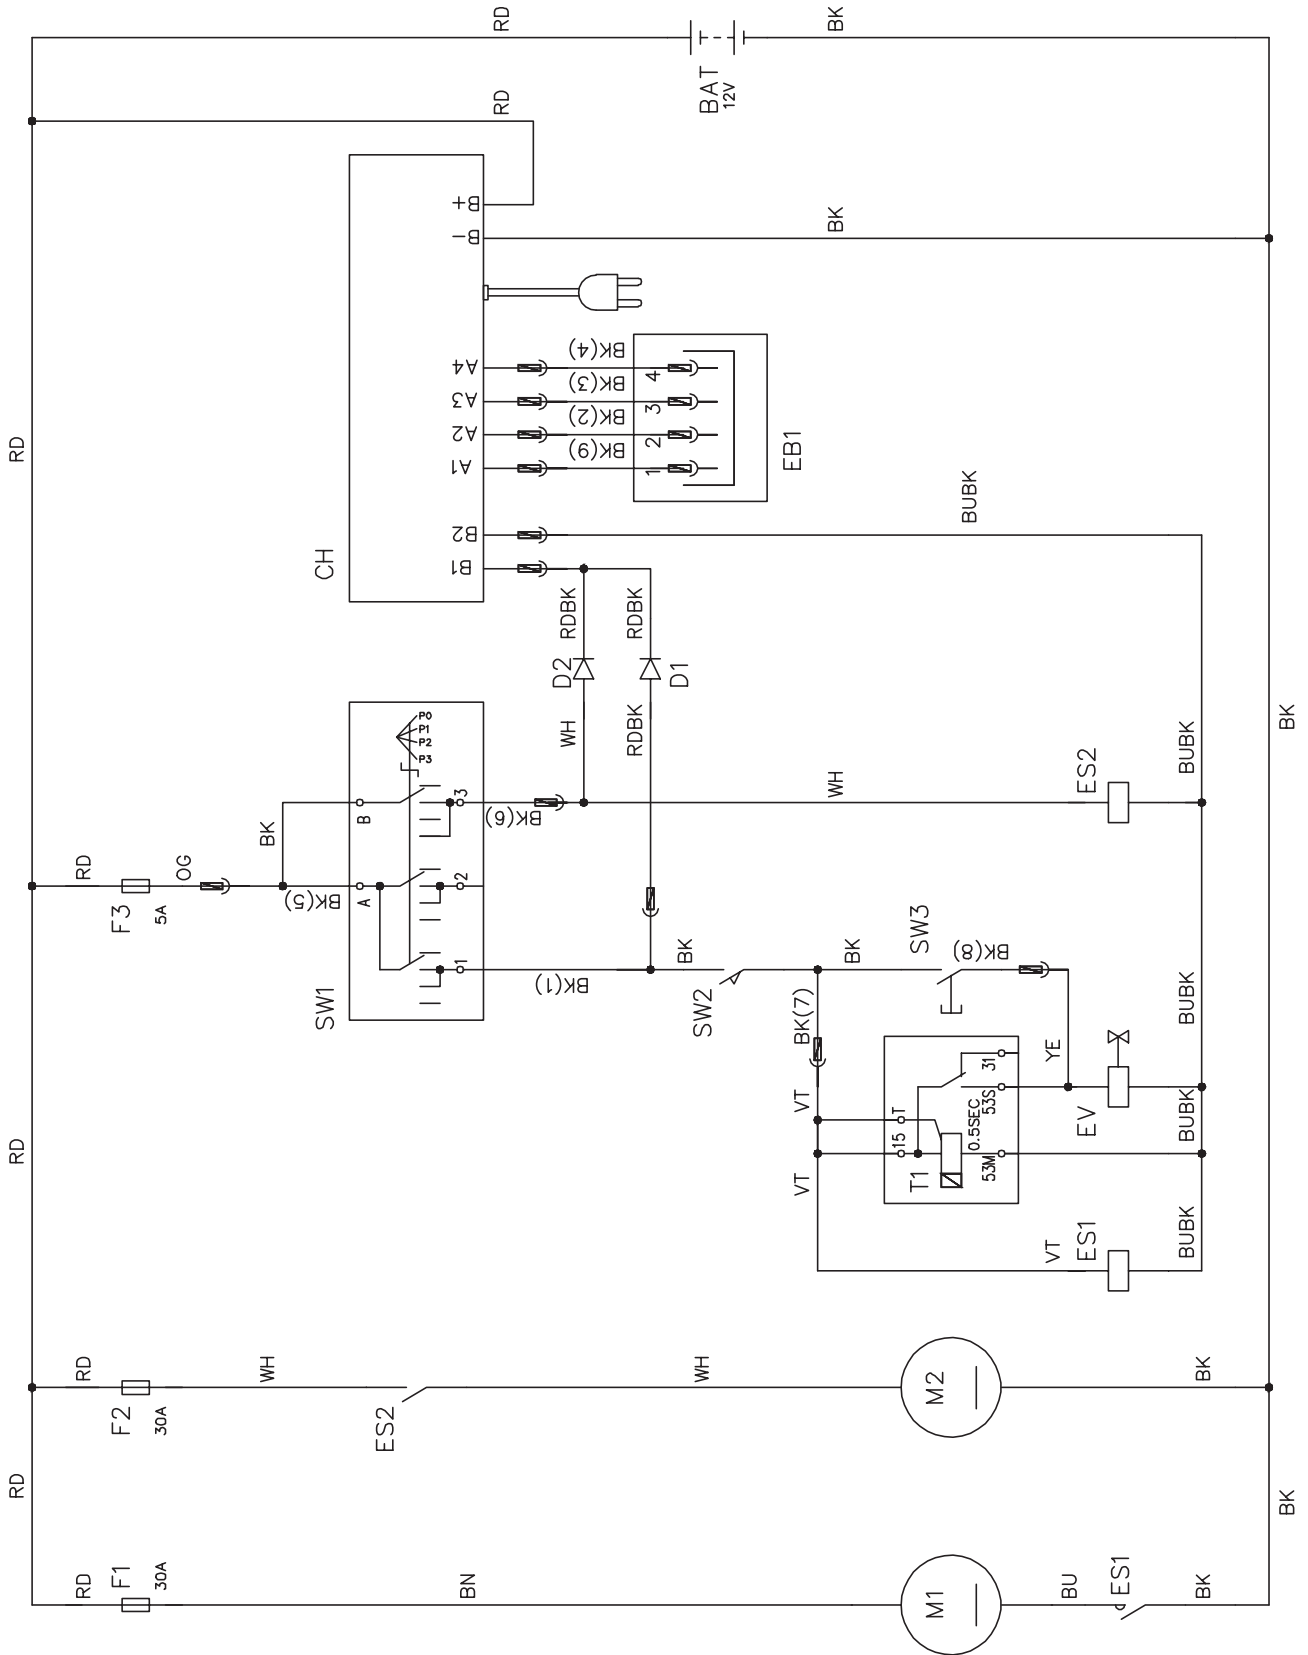 RD
BK
BAT
12V
RD
B+
B-
BK
A4
BK(4)
4
A3
BK(3)
3
A2
BK(2)
2
A1
BK(9)
1
EB1
RD
B2
BUBK
CH
B1
RDBK
RDBK
D2
D1
WH
RDBK
P0
P1
P2
P3
BK
BK
B
3
BK(6)
WH
ES2
BUBK
RD
F3
5A
OG
BK(5)
A
2
SW1
1
BK(1)
BK
SW2
BK
SW3
BK(8)
BK(7)
BUBK
VT
31
YE
T
53S
0.5SEC
15
T1
53M
EV
BUBK
VT
RD
VT
ES1
BUBK
RD
F2
30A
WH
ES2
WH
M2
BK
RD
BK
RD
F1
30A
BN
M1
BU
ES1
BK